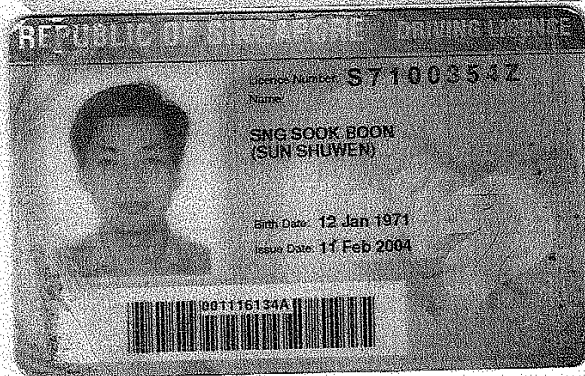 REPUBLIC OF SINGAPORE DRIVING LICENCE
Licence Number: S7100354Z
Name:
SNG SOOK BOON
(SUN SHUWEN)
Birth Date: 12 Jan 1971
Issue Date: 11 Feb 2004
001116134A